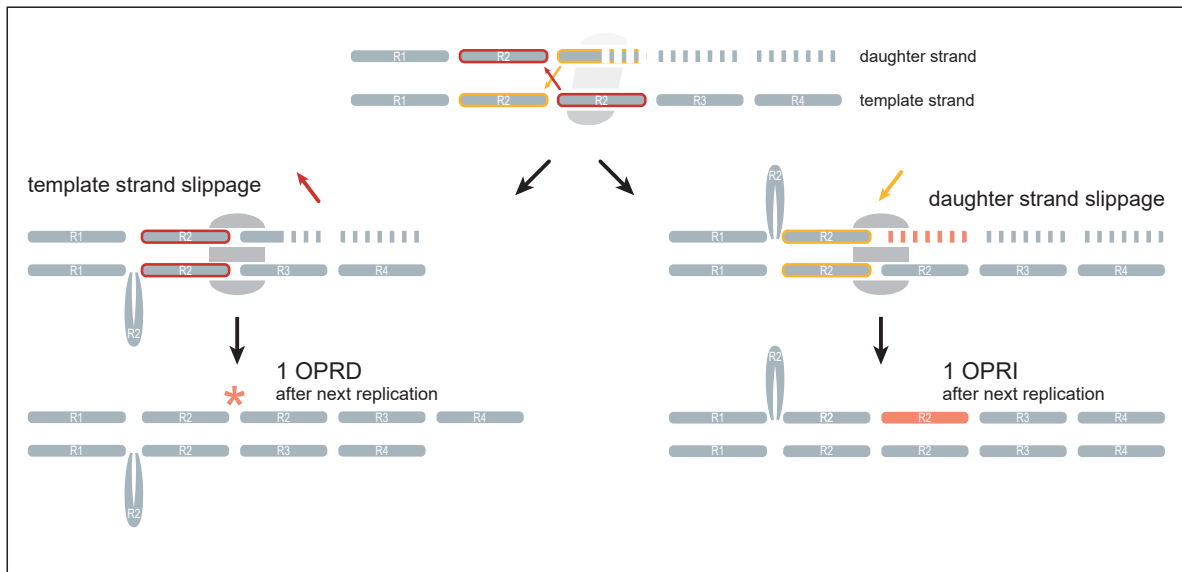 R1 R2 daughter strand
R1 R2 R2 R3 R4 template strand
template strand slippage
R2
daughter strand slippage
R1 R2
R1 R2 R3 R4
R2
R1 R2
R1 R2 R2 R3 R4
1 OPRD
after next replication
*
R1 R2 R2 R3 R4
R1 R2 R3 R4
R2
R2
1 OPRI
after next replication
R1 R2 R2 R3 R4
R1 R2 R2 R3 R4